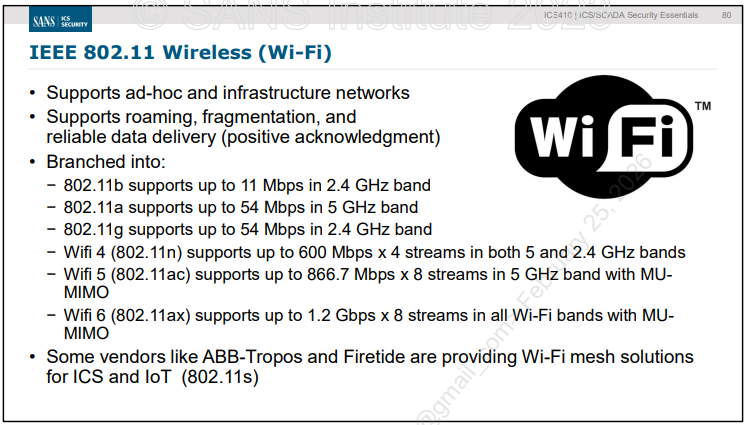 © SANS Institute 2026
SANS | ICS SECURITY
ICS410 | ICS/SCADA Security Essentials 80
IEEE 802.11 Wireless (Wi-Fi)
• Supports ad-hoc and infrastructure networks
• Supports roaming, fragmentation, and
reliable data delivery (positive acknowledgment)
• Branched into:
− 802.11b supports up to 11 Mbps in 2.4 GHz band
− 802.11a supports up to 54 Mbps in 5 GHz band
− 802.11g supports up to 54 Mbps in 2.4 GHz band
− Wifi 4 (802.11n) supports up to 600 Mbps x 4 streams in both 5 and 2.4 GHz bands
− Wifi 5 (802.11ac) supports up to 866.7 Mbps x 8 streams in 5 GHz band with MU-
MIMO
− Wifi 6 (802.11ax) supports up to 1.2 Gbps x 8 streams in all Wi-Fi bands with MU-
MIMO
• Some vendors like ABB-Tropos and Firetide are providing Wi-Fi mesh solutions
for ICS and IoT (802.11s)
Wi Fi TM
@gmail_com February 25, 2026